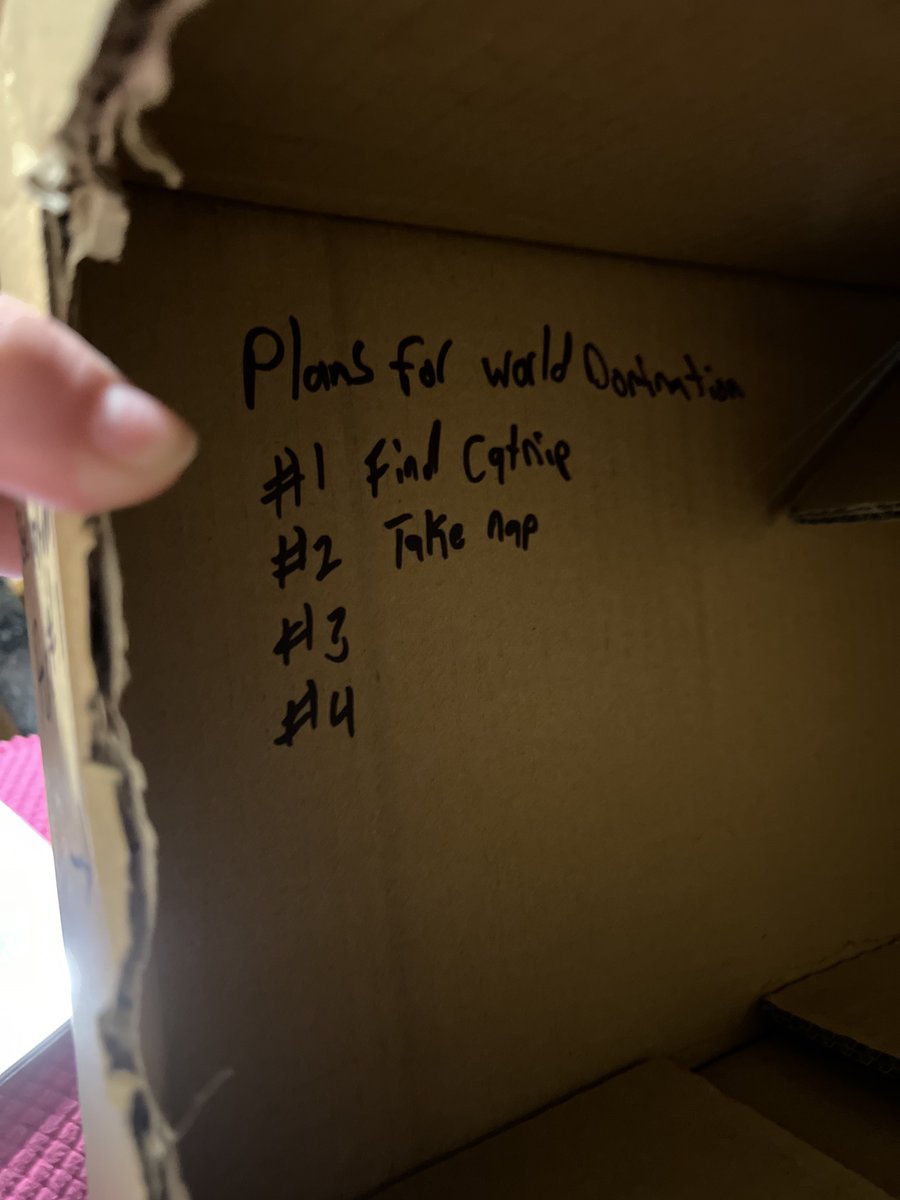 Plans for world Domination
#1 Find Catnip
#2 Take nap
#3
#4